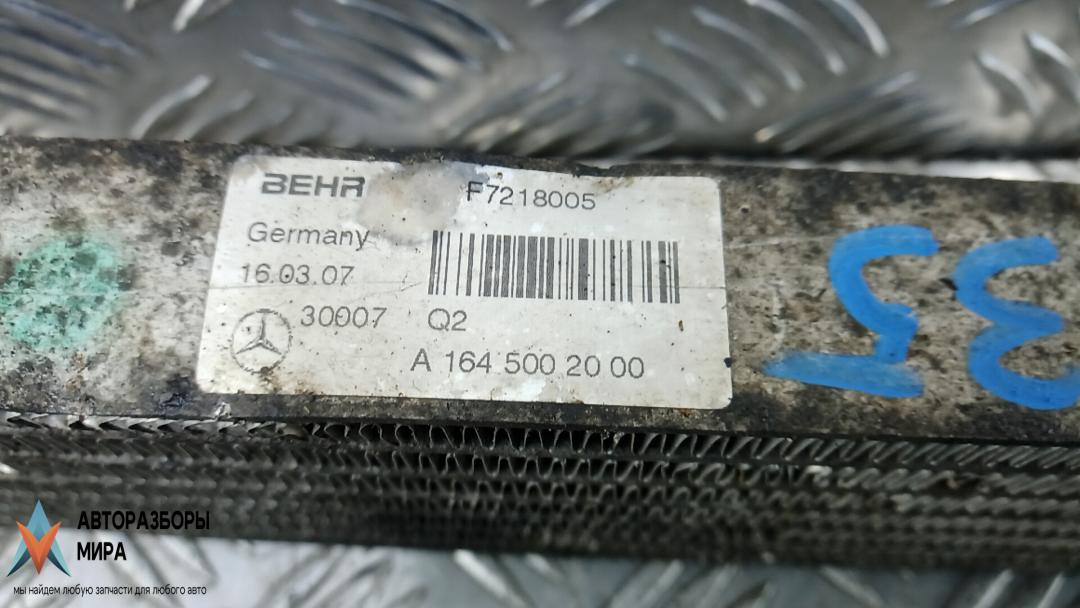 BEHR F7218005
Germany
16.03.07
30007 Q2
A 164 500 20 00
АВТОРАЗБОРЫ
МИРА
мы найдем любую запчасти для любого авто